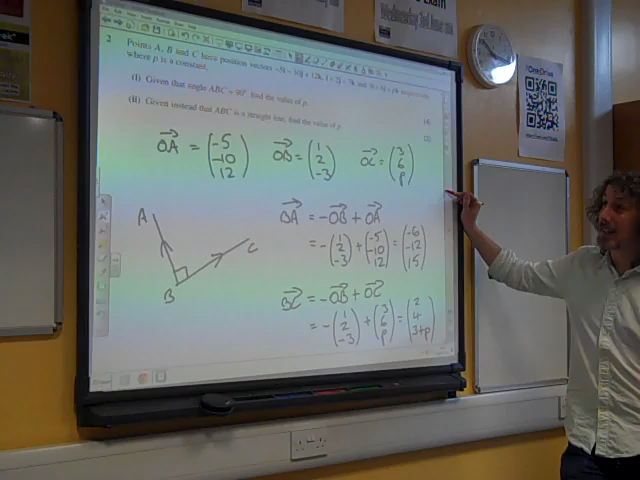 Exam
Wednesday 3rd June
2 Points A, B and C have position vectors −5i − 10j + 12k, i + 2j − 3k and 3i + 6j + pk respectively,
where p is a constant.
(i) Given that angle ABC = 90°, find the value of p. [4]
(ii) Given instead that ABC is a straight line, find the value of p. [2]
OA = (-5 -10 12) OB = (1 2 -3) OC = (3 6 p)
A
C
B
BA = -OB + OA
= -(1 2 -3) + (-5 -10 12) = (-6 -12 15)
BC = -OB + OC
= -(1 2 -3) + (3 6 p) = (2 4 3+p)